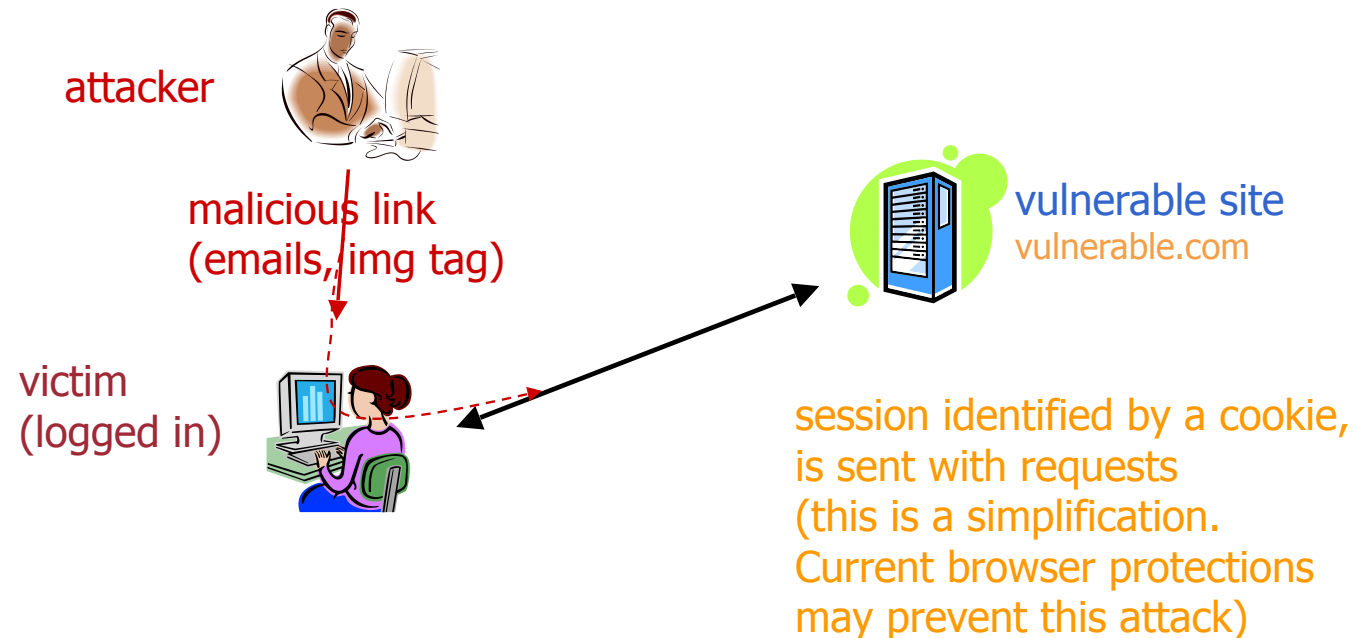 attacker
malicious link
(emails, img tag)
vulnerable site
vulnerable.com
victim
(logged in)
session identified by a cookie,
is sent with requests
(this is a simplification.
Current browser protections
may prevent this attack)